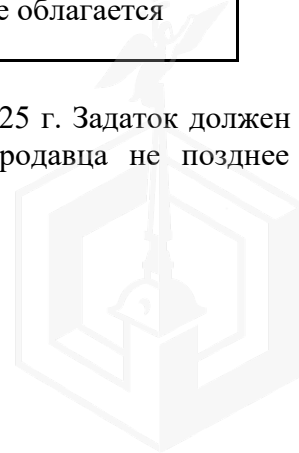 е облагается
25 г. Задаток должен
родавца не позднее